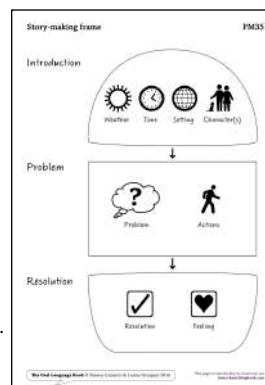 Story-making frame PM35
Introduction
Weather Time Setting Character(s)
Problem
?
Problem Actions
Resolution
Resolution Feeling